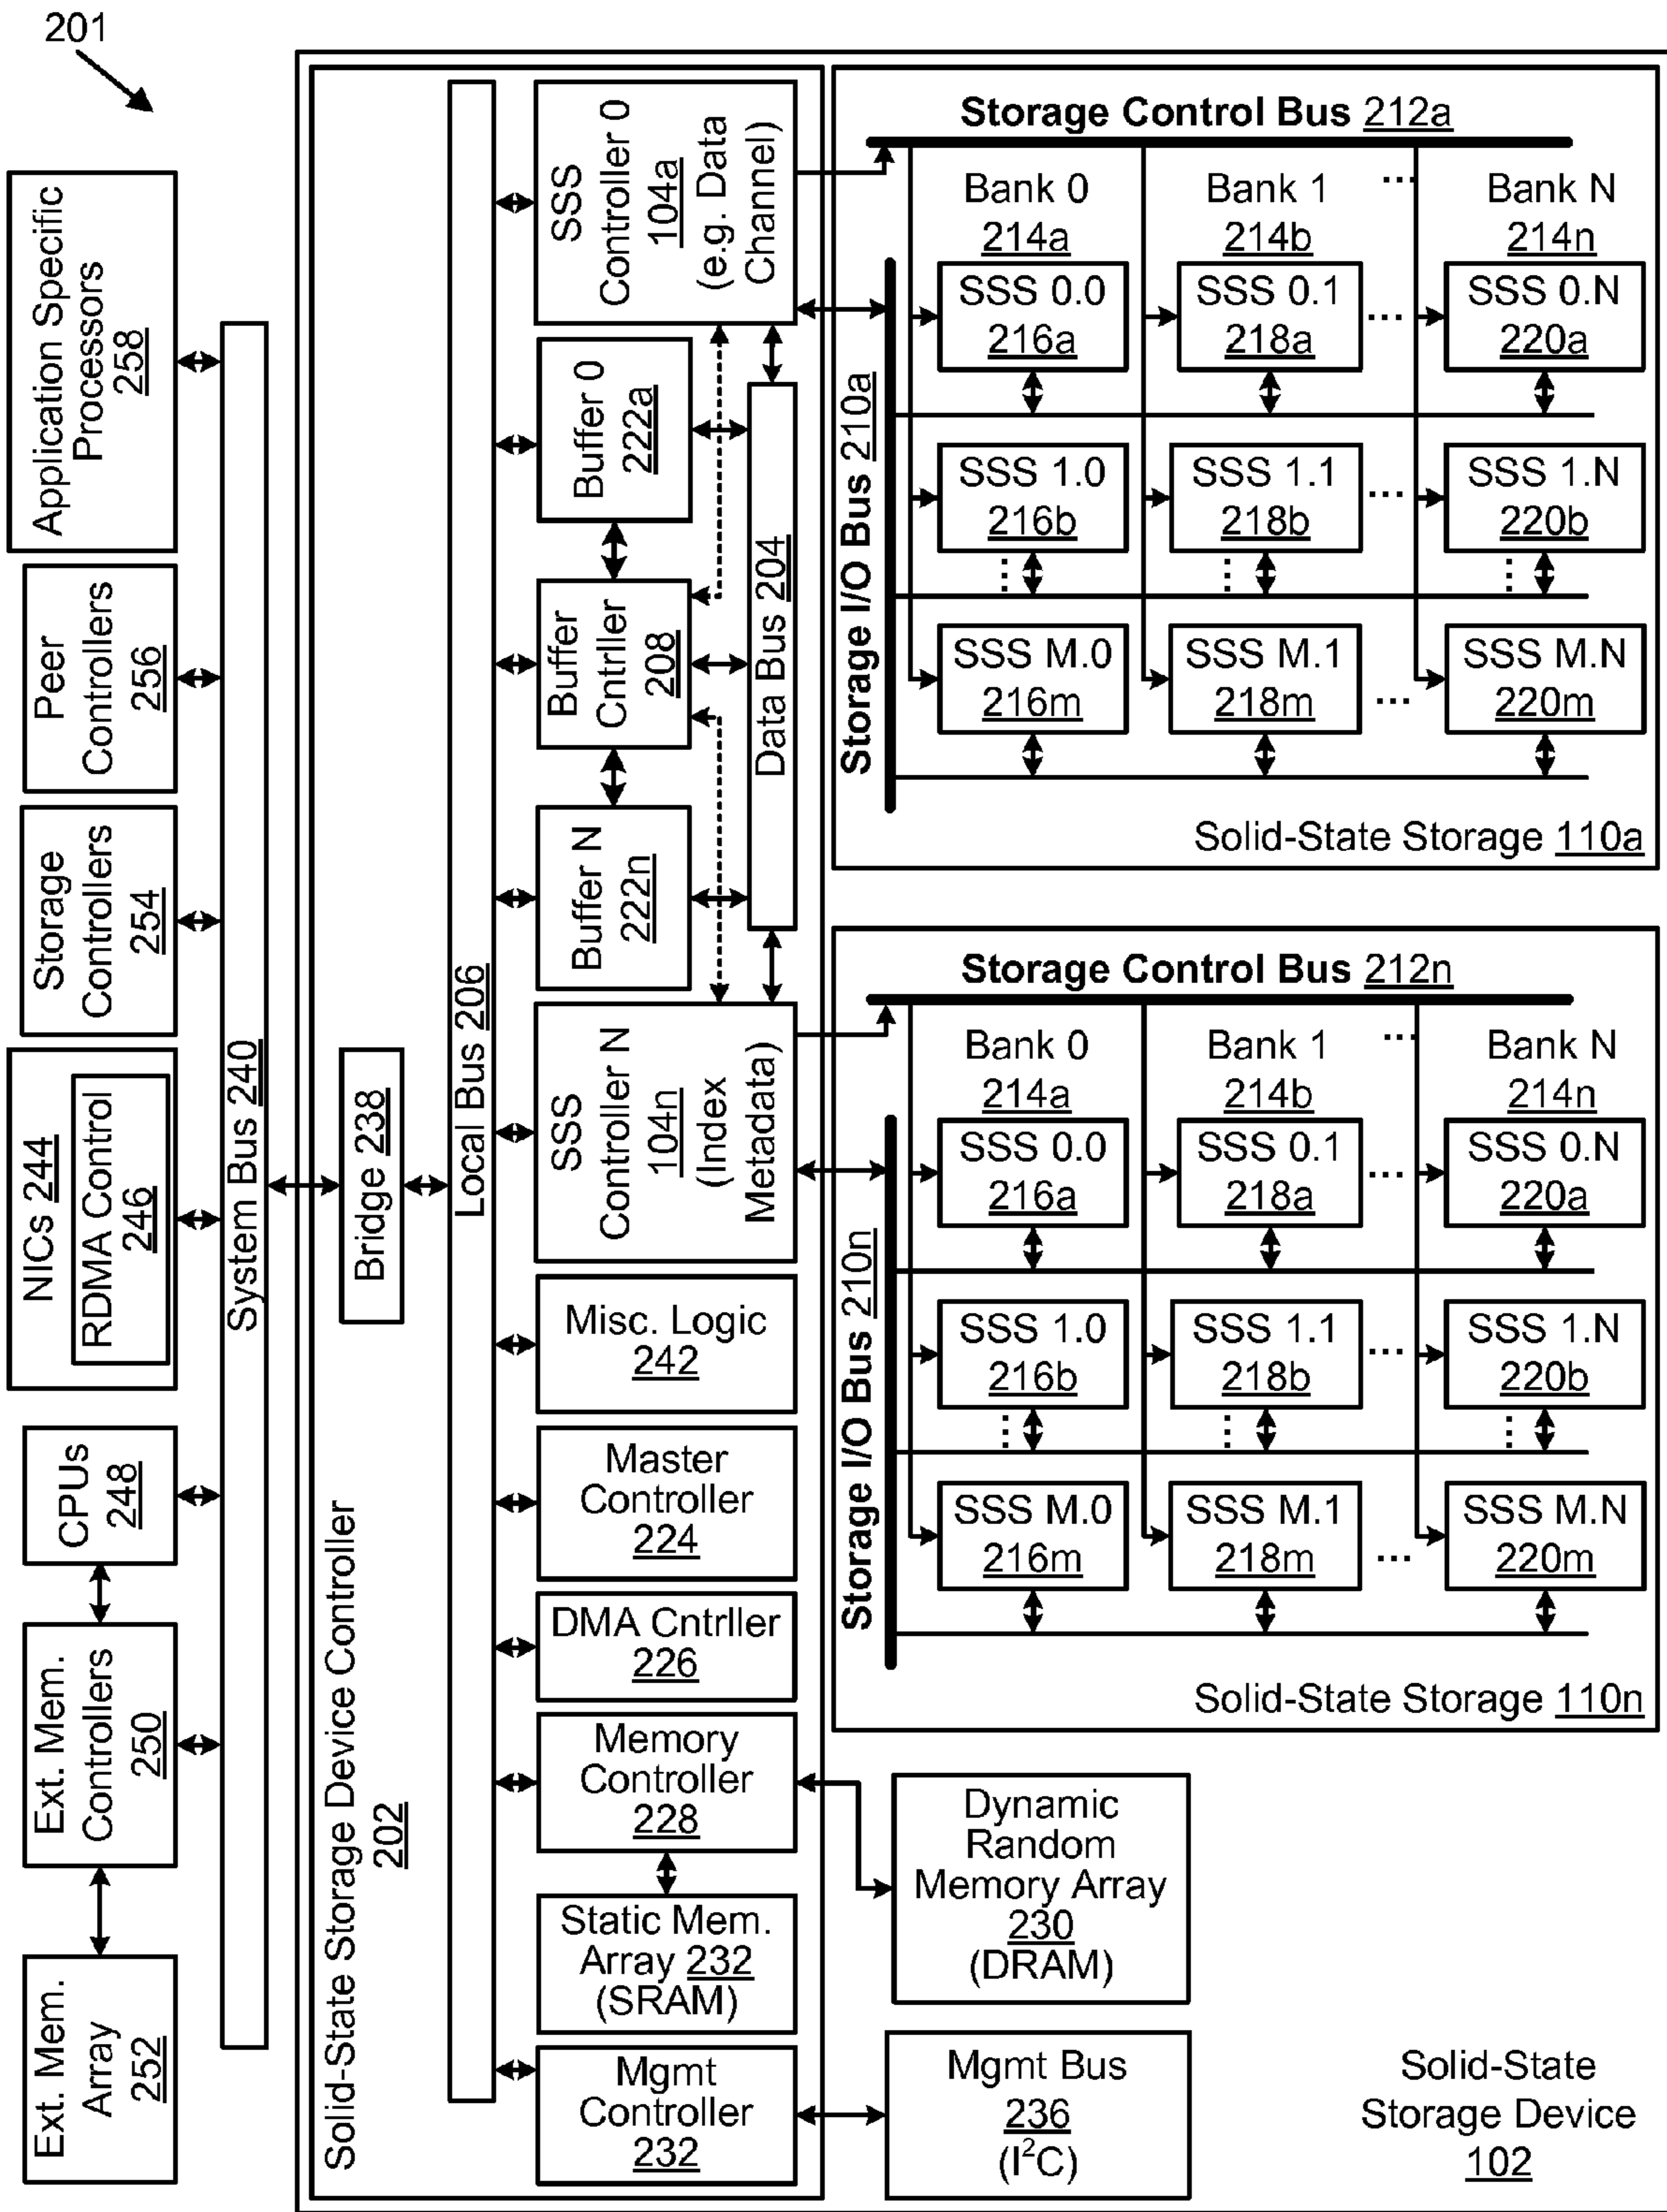 201
Application Specific
Processors
258
Peer
Controllers
256
Storage
Controllers
254
NICs 244
RDMA Control
246
CPUs
248
Ext. Mem.
Controllers
250
Ext. Mem.
Array
252
System Bus 240
Solid-State Storage Device Controller
202
Bridge 238
Local Bus 206
SSS
Controller 0
104a
(e.g. Data
Channel)
Buffer 0
222a
Buffer
Cntrller
208
Buffer N
222n
Data Bus 204
SSS
Controller N
104n
(Index
Metadata)
Misc. Logic
242
Master
Controller
224
DMA Cntrller
226
Memory
Controller
228
Static Mem.
Array 232
(SRAM)
Mgmt
Controller
232
Storage Control Bus 212a
Bank 0
Bank 1
...
Bank N
214a
214b
214n
Storage I/O Bus 210a
SSS 0.0
SSS 0.1
SSS 0.N
216a
218a
...
220a
SSS 1.0
SSS 1.1
SSS 1.N
216b
218b
...
220b
...
...
...
SSS M.0
SSS M.1
SSS M.N
216m
218m
...
220m
Solid-State Storage 110a
Storage Control Bus 212n
Bank 0
Bank 1
...
Bank N
214a
214b
214n
Storage I/O Bus 210n
SSS 0.0
SSS 0.1
SSS 0.N
216a
218a
...
220a
SSS 1.0
SSS 1.1
SSS 1.N
216b
218b
...
220b
...
...
...
SSS M.0
SSS M.1
SSS M.N
216m
218m
...
220m
Solid-State Storage 110n
Dynamic
Random
Memory Array
230
(DRAM)
Mgmt Bus
236
(I²C)
Solid-State
Storage Device
102